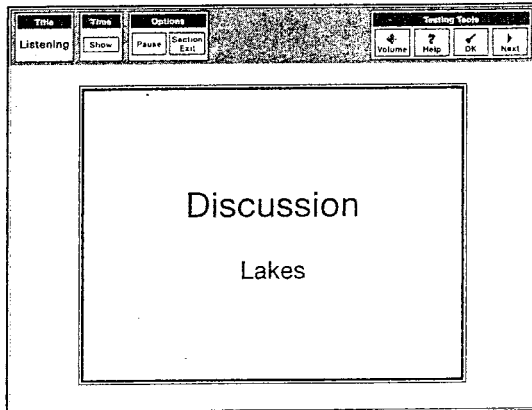 Title
Time
Options
Testing Tools
Listening
Show
Pause
Section
Exit
Volume
?
Help
OK
Next
Discussion
Lakes